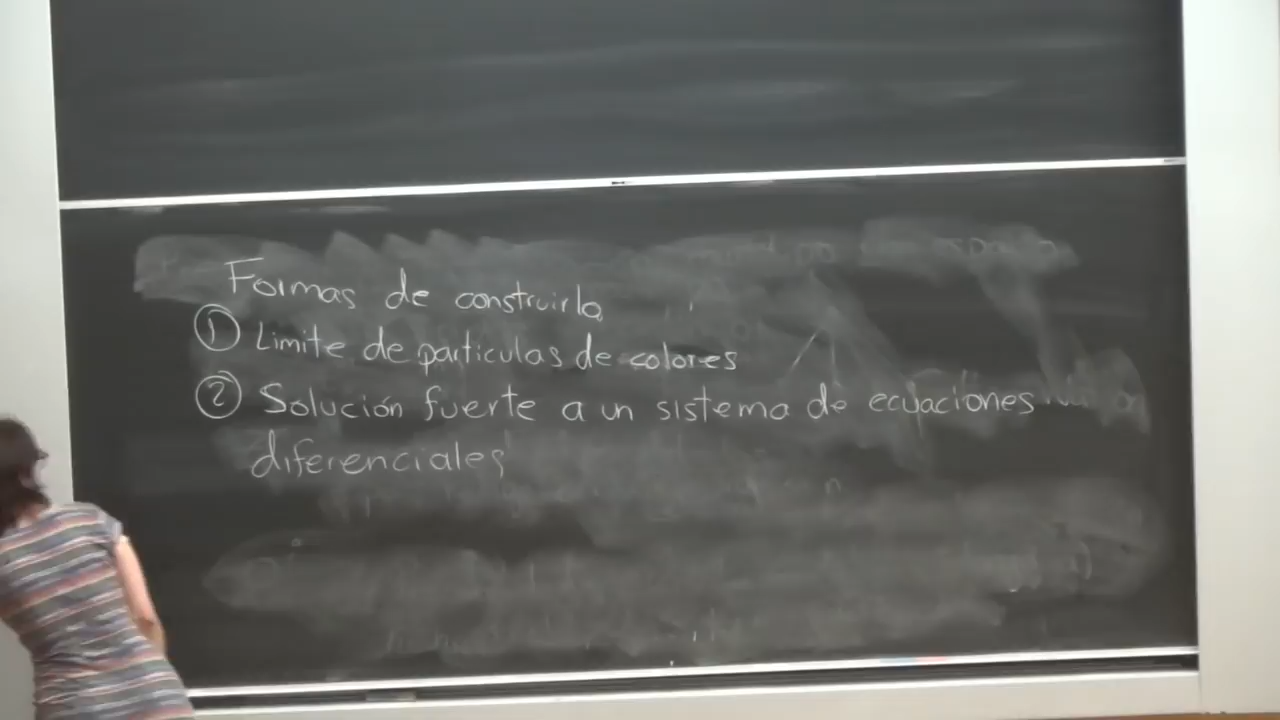 Formas de construirlo
① Limite de particulas de colores
② Solución fuerte a un sistema de ecuaciones
diferenciales